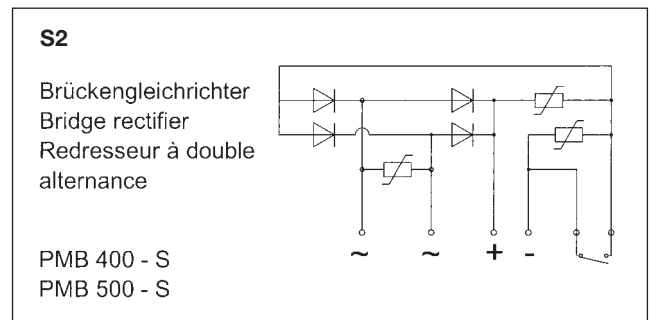 S2
Brückengleichrichter
Bridge rectifier
Redresseur à double
alternance
~ ~ + -
PMB 400 - S
PMB 500 - S